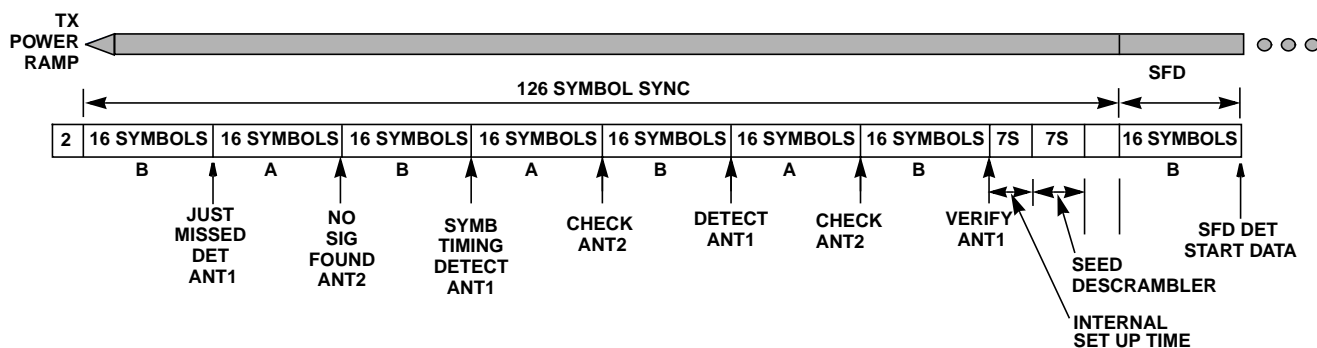 TX
POWER
RAMP
SFD
126 SYMBOL SYNC
2 16 SYMBOLS 16 SYMBOLS 16 SYMBOLS 16 SYMBOLS 16 SYMBOLS 16 SYMBOLS 16 SYMBOLS 7S 7S 16 SYMBOLS
B A B A B A B B
JUST
MISSED
DET
ANT1
NO
SIG
FOUND
ANT2
SYMB
TIMING
DETECT
ANT1
CHECK
ANT2
DETECT
ANT1
CHECK
ANT2
VERIFY
ANT1
SEED
DESCRAMBLER
INTERNAL
SET UP TIME
SFD DET
START DATA